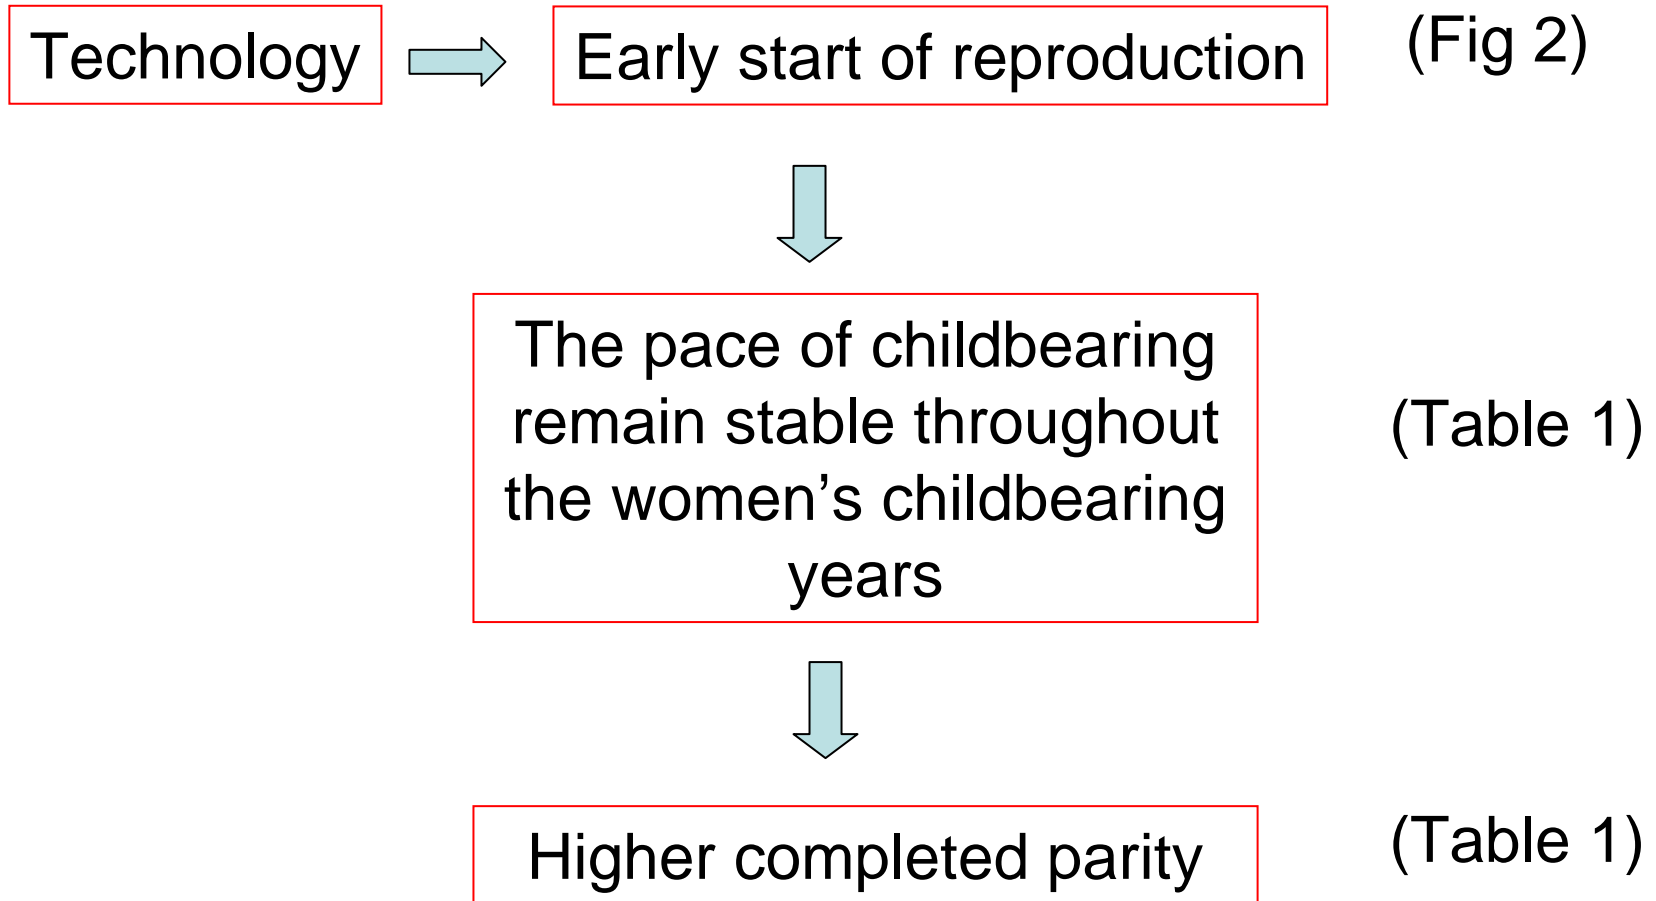 Technology
Early start of reproduction
(Fig 2)
The pace of childbearing
remain stable throughout
the women’s childbearing
years
(Table 1)
Higher completed parity
(Table 1)